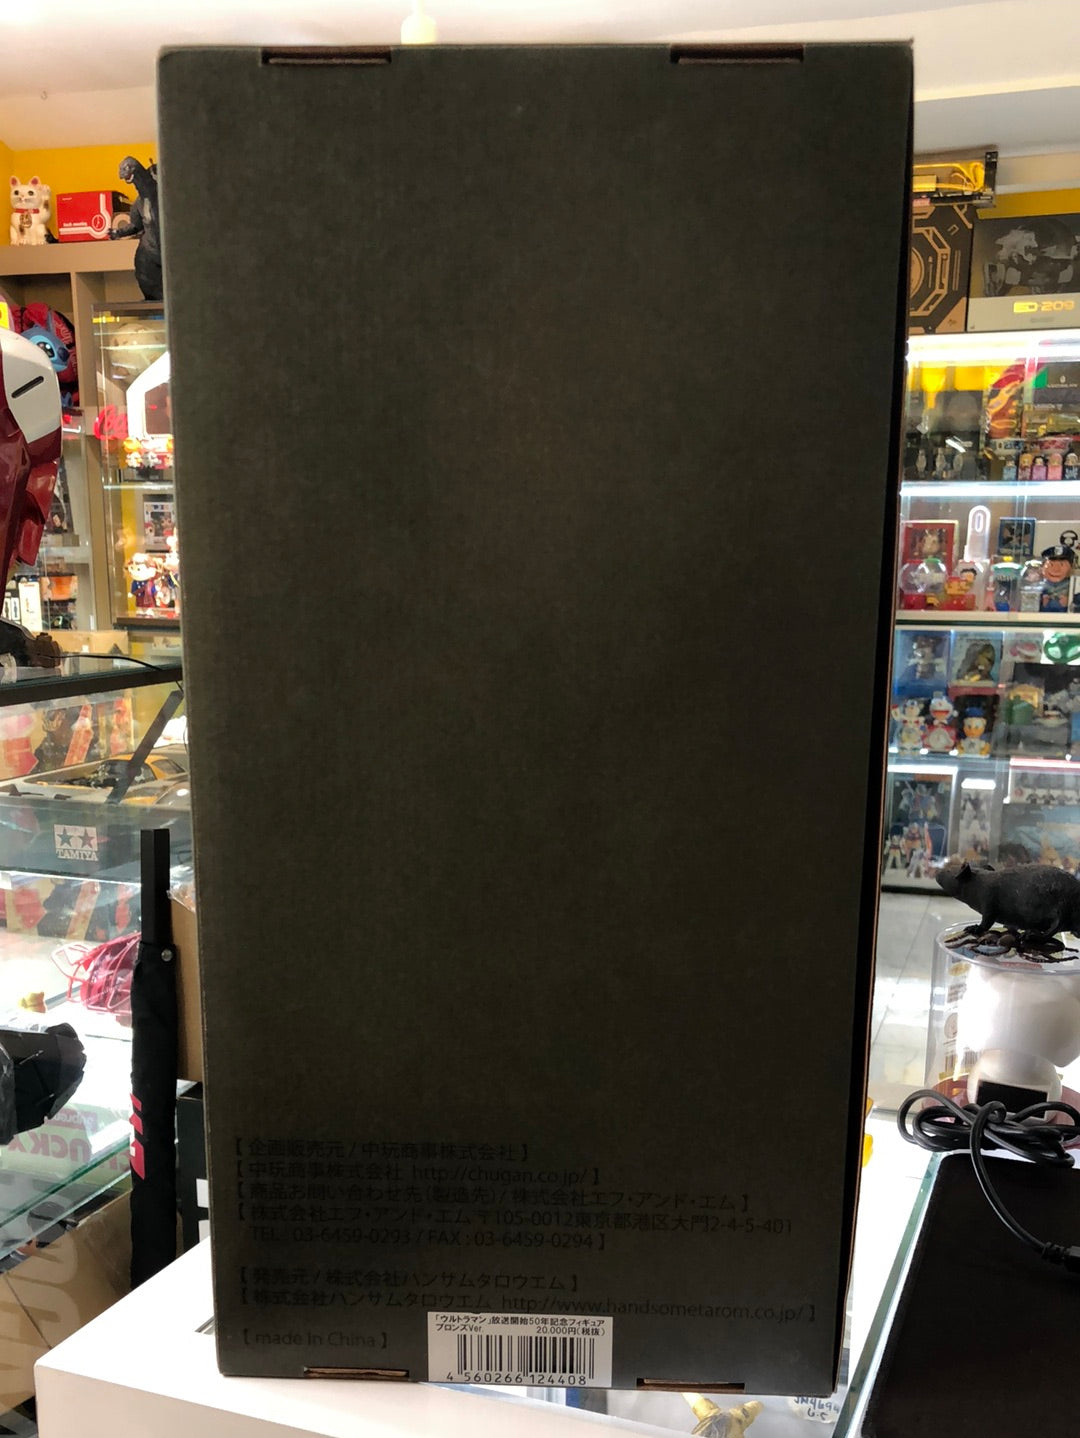 ED-209
TAMIYA
【 企画販売元 / 中玩商事株式会社 】
【 中玩商事株式会社 http://chugan.co.jp/ 】
【 商品お問い合わせ先(製造先) / 株式会社エフ・アンド・エム 】
【 株式会社エフ・アンド・エム 〒105-0012東京都港区大門2-4-5-401
TEL : 03-6459-0293 / FAX : 03-6459-0294 】
【 発売元 / 株式会社ハンサムタロウエム 】
【 株式会社ハンサムタロウエム http://www.handsometarom.co.jp/ 】
【 made In China 】
「ウルトラマン」放送開始50年記念フィギュア
ブロンズVer. 20,000円(税抜)
4 560266 124408